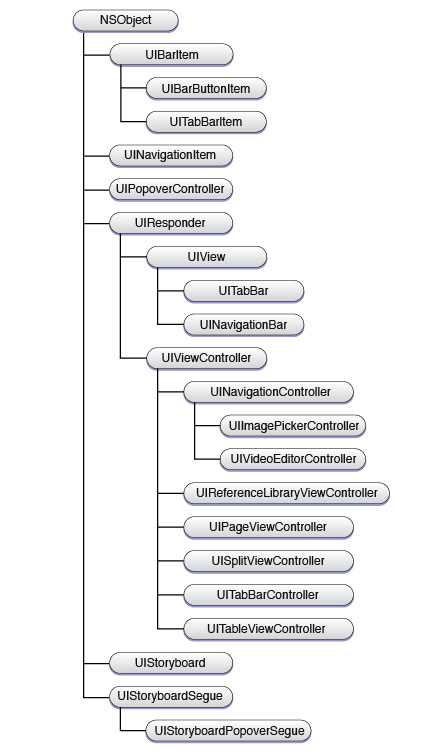 NSObject
UIBarItem
UIBarButtonItem
UITabBarItem
UINavigationItem
UIPopoverController
UIResponder
UIView
UITabBar
UINavigationBar
UIViewController
UINavigationController
UIImagePickerController
UIVideoEditorController
UIReferenceLibraryViewController
UIPageViewController
UISplitViewController
UITabBarController
UITableViewController
UIStoryboard
UIStoryboardSegue
UIStoryboardPopoverSegue